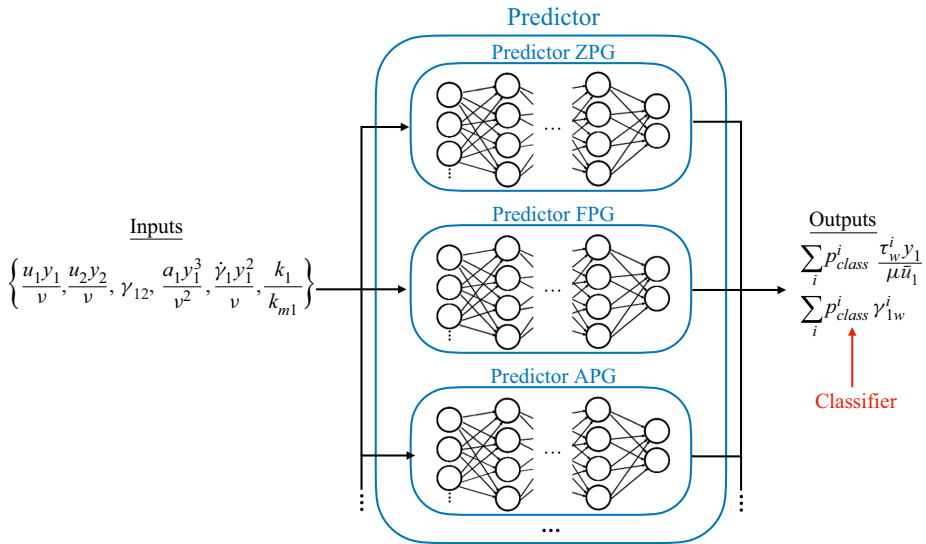 Predictor
Predictor ZPG
...
⋮
Predictor FPG
...
⋮
Predictor APG
...
⋮
⋮
⋮
...
Inputs
{u₁y₁/ν, u₂y₂/ν, γ₁₂, a₁y₁³/ν², γ̇₁y₁²/ν, k₁/kₘ₁}
Outputs
∑ᵢ pⁱ_class τⁱ_w y₁/μū₁
∑ᵢ pⁱ_class γⁱ_1w
Classifier